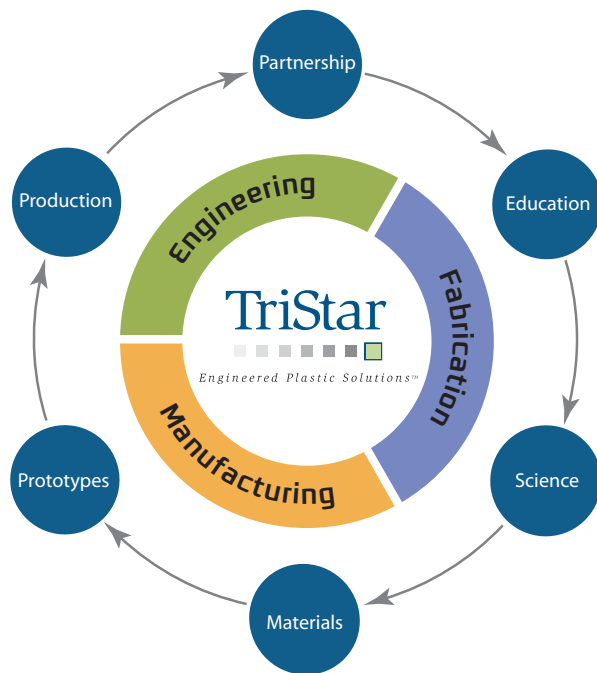 Partnership
Production
Education
Engineering
Fabrication
TriStar
Engineered Plastic Solutions™
Manufacturing
Prototypes
Science
Materials